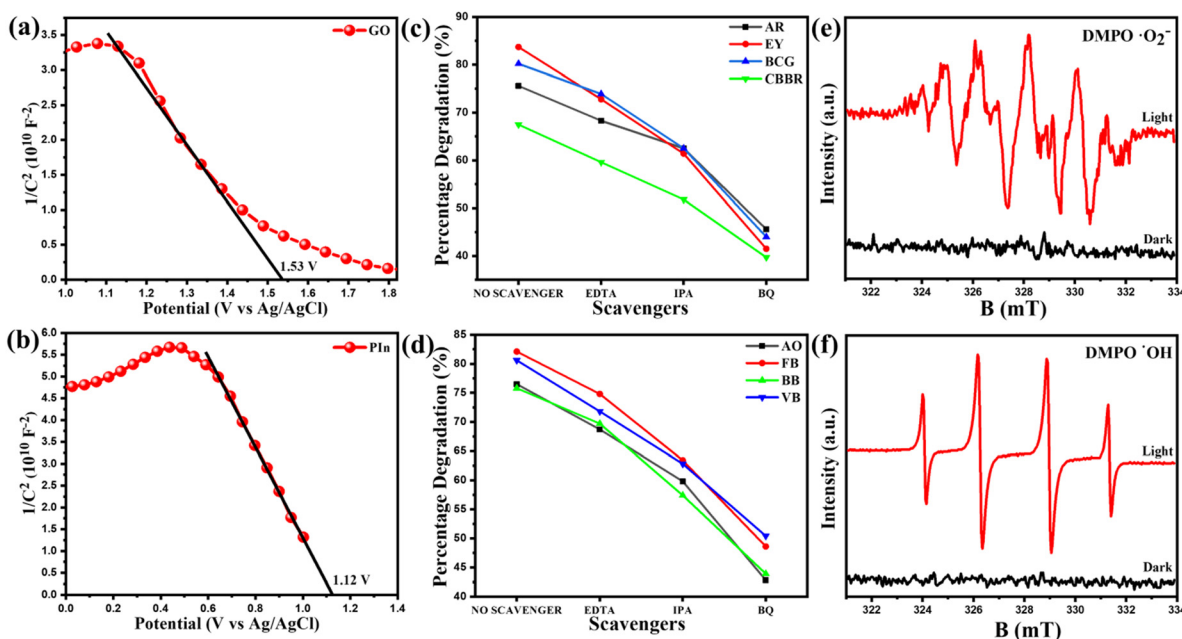 (a)
GO
3.5
3.0
2.5
2.0
1.5
1.0
0.5
0.0
1/C² (10¹⁰ F⁻²)
1.53 V
1.0 1.1 1.2 1.3 1.4 1.5 1.6 1.7 1.8
Potential (V vs Ag/AgCl)
(b)
PIn
6.0
5.5
5.0
4.5
4.0
3.5
3.0
2.5
2.0
1.5
1.0
0.5
0.0
1/C² (10¹⁰ F⁻²)
1.12 V
0.0 0.2 0.4 0.6 0.8 1.0 1.2 1.4
Potential (V vs Ag/AgCl)
(c)
AR
EY
BCG
CBBR
90
80
70
60
50
40
Percentage Degradation (%)
NO SCAVENGER EDTA IPA BQ
Scavengers
(d)
AO
FB
BB
VB
85
80
75
70
65
60
55
50
45
40
Percentage Degradation (%)
NO SCAVENGER EDTA IPA BQ
Scavengers
(e)
DMPO ·O₂⁻
Light
Dark
Intensity (a.u.)
322 324 326 328 330 332 334
B (mT)
(f)
DMPO ˙OH
Light
Dark
Intensity (a.u.)
322 324 326 328 330 332 334
B (mT)